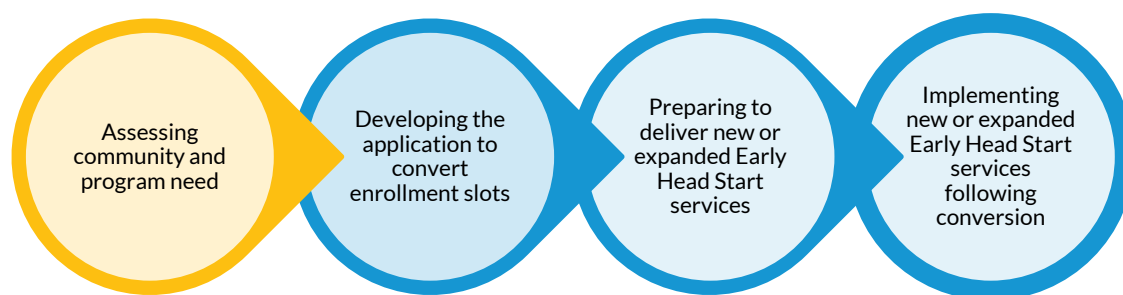 Assessing
community and
program need
Developing the
application to
convert
enrollment slots
Preparing to
deliver new or
expanded Early
Head Start
services
Implementing
new or expanded
Early Head Start
services
following
conversion